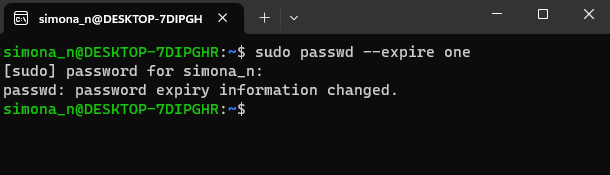 simona_n@DESKTOP-7DIPGH
simona_n@DESKTOP-7DIPGHR:~$ sudo passwd --expire one
[sudo] password for simona_n:
passwd: password expiry information changed.
simona_n@DESKTOP-7DIPGHR:~$